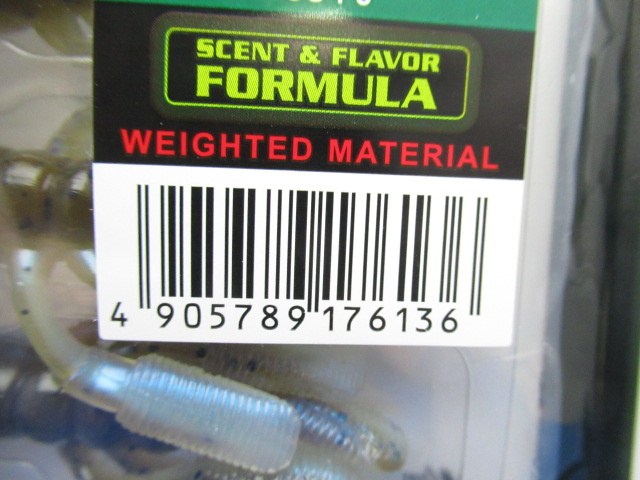 SCENT & FLAVOR
FORMULA
WEIGHTED MATERIAL
4 905789 176136